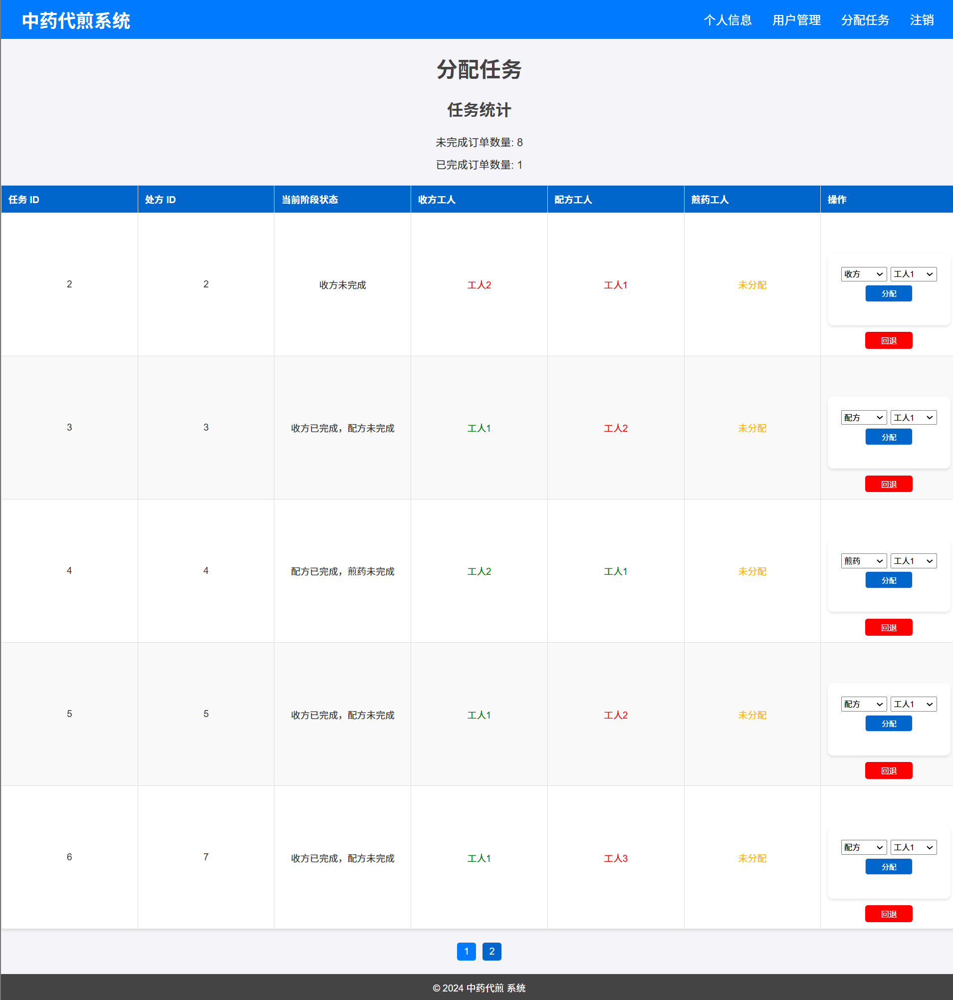 中药代煎系统 个人信息 用户管理 分配任务 注销
分配任务
任务统计
未完成订单数量: 8
已完成订单数量: 1
任务 ID 处方 ID 当前阶段状态 收方工人 配方工人 煎药工人 操作
2 2 收方未完成 工人2 工人1 未分配 收方 工人1
分配
回退
3 3 收方已完成，配方未完成 工人1 工人2 未分配 配方 工人1
分配
回退
4 4 配方已完成，煎药未完成 工人2 工人1 未分配 煎药 工人1
分配
回退
5 5 收方已完成，配方未完成 工人1 工人2 未分配 配方 工人1
分配
回退
6 7 收方已完成，配方未完成 工人1 工人3 未分配 配方 工人1
分配
回退
1 2
© 2024 中药代煎 系统